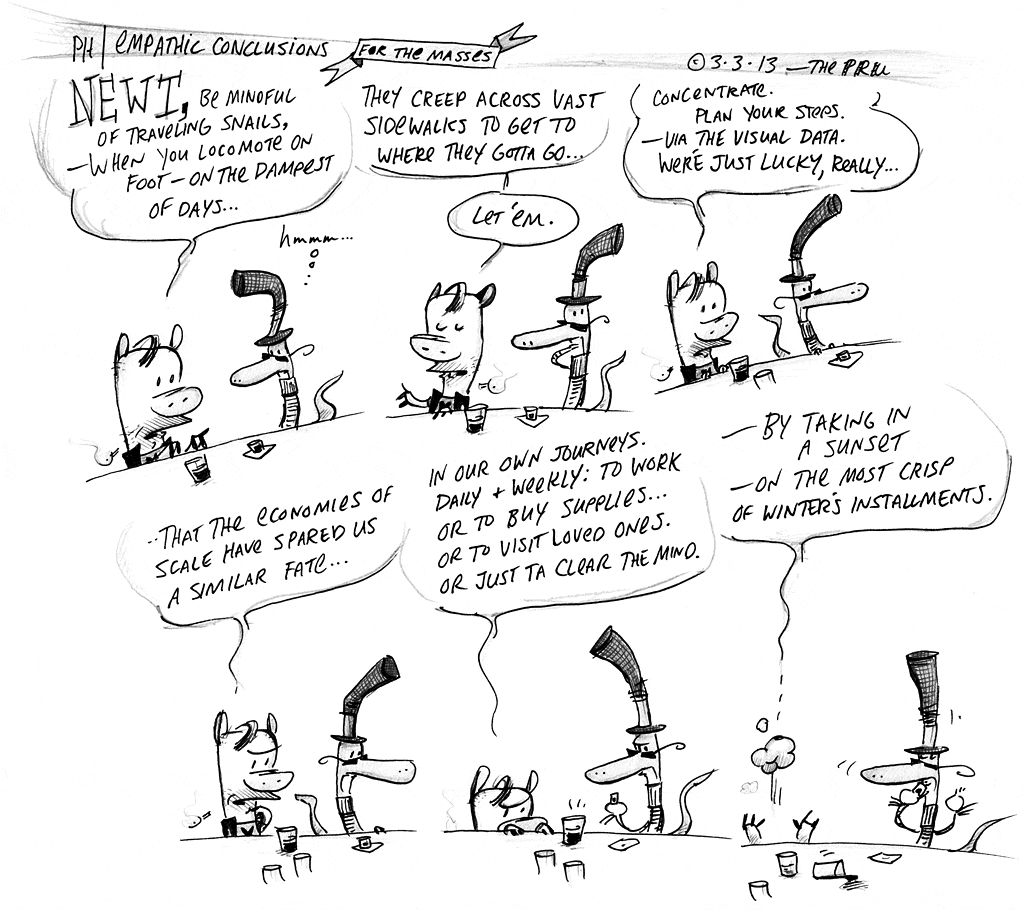 PH | EMPATHIC CONCLUSIONS
FOR THE MASSES
© 3·3·13 —THE PRU
NEWT, BE MINDFUL
OF TRAVELING SNAILS,
—WHEN YOU LOCOMOTE ON
FOOT—ON THE DAMPEST
OF DAYS...
hmmm...
THEY CREEP ACROSS VAST
SIDEWALKS TO GET TO
WHERE THEY GOTTA GO...
LET 'EM.
CONCENTRATE.
PLAN YOUR STEPS.
—VIA THE VISUAL DATA.
WE'RE JUST LUCKY, REALLY...
...THAT THE ECONOMIES OF
SCALE HAVE SPARED US
A SIMILAR FATE...
IN OUR OWN JOURNEYS.
DAILY + WEEKLY: TO WORK
OR TO BUY SUPPLIES...
OR TO VISIT LOVED ONES.
OR JUST TA CLEAR THE MIND.
—BY TAKING IN
A SUNSET
—ON THE MOST CRISP
OF WINTER'S INSTALLMENTS.